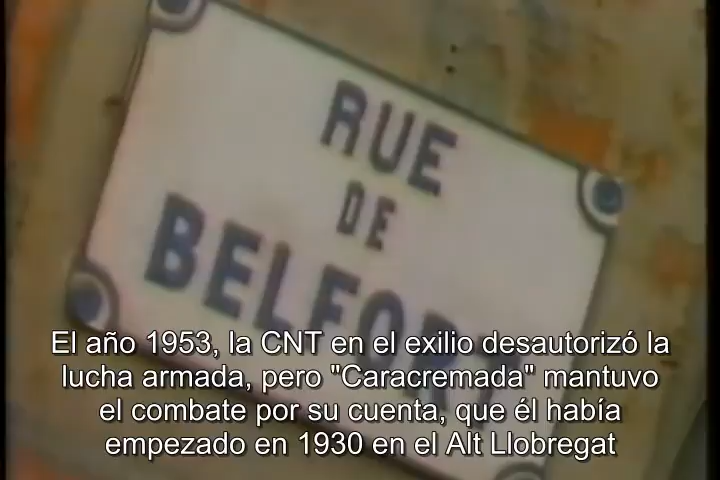 RUE
DE
BELFORT
El año 1953, la CNT en el exilio desautorizó la
lucha armada, pero "Caracremada" mantuvo
el combate por su cuenta, que él había
empezado en 1930 en el Alt Llobregat